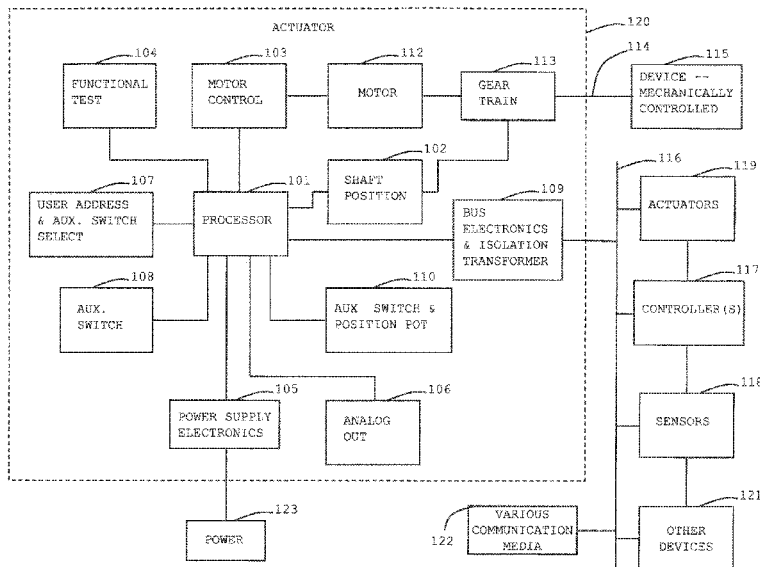 ACTUATOR
120
104
FUNCTIONAL
TEST
103
MOTOR
CONTROL
112
MOTOR
113
GEAR
TRAIN
114
115
DEVICE --
MECHANICALLY
CONTROLLED
107
USER ADDRESS
& AUX. SWITCH
SELECT
101
PROCESSOR
102
SHAFT
POSITION
109
BUS
ELECTRONICS
& ISOLATION
TRANSFORMER
116
119
ACTUATORS
108
AUX.
SWITCH
110
AUX SWITCH &
POSITION POT
117
CONTROLLER(S)
105
POWER SUPPLY
ELECTRONICS
106
ANALOG
OUT
118
SENSORS
123
POWER
122
VARIOUS
COMMUNICATION
MEDIA
121
OTHER
DEVICES